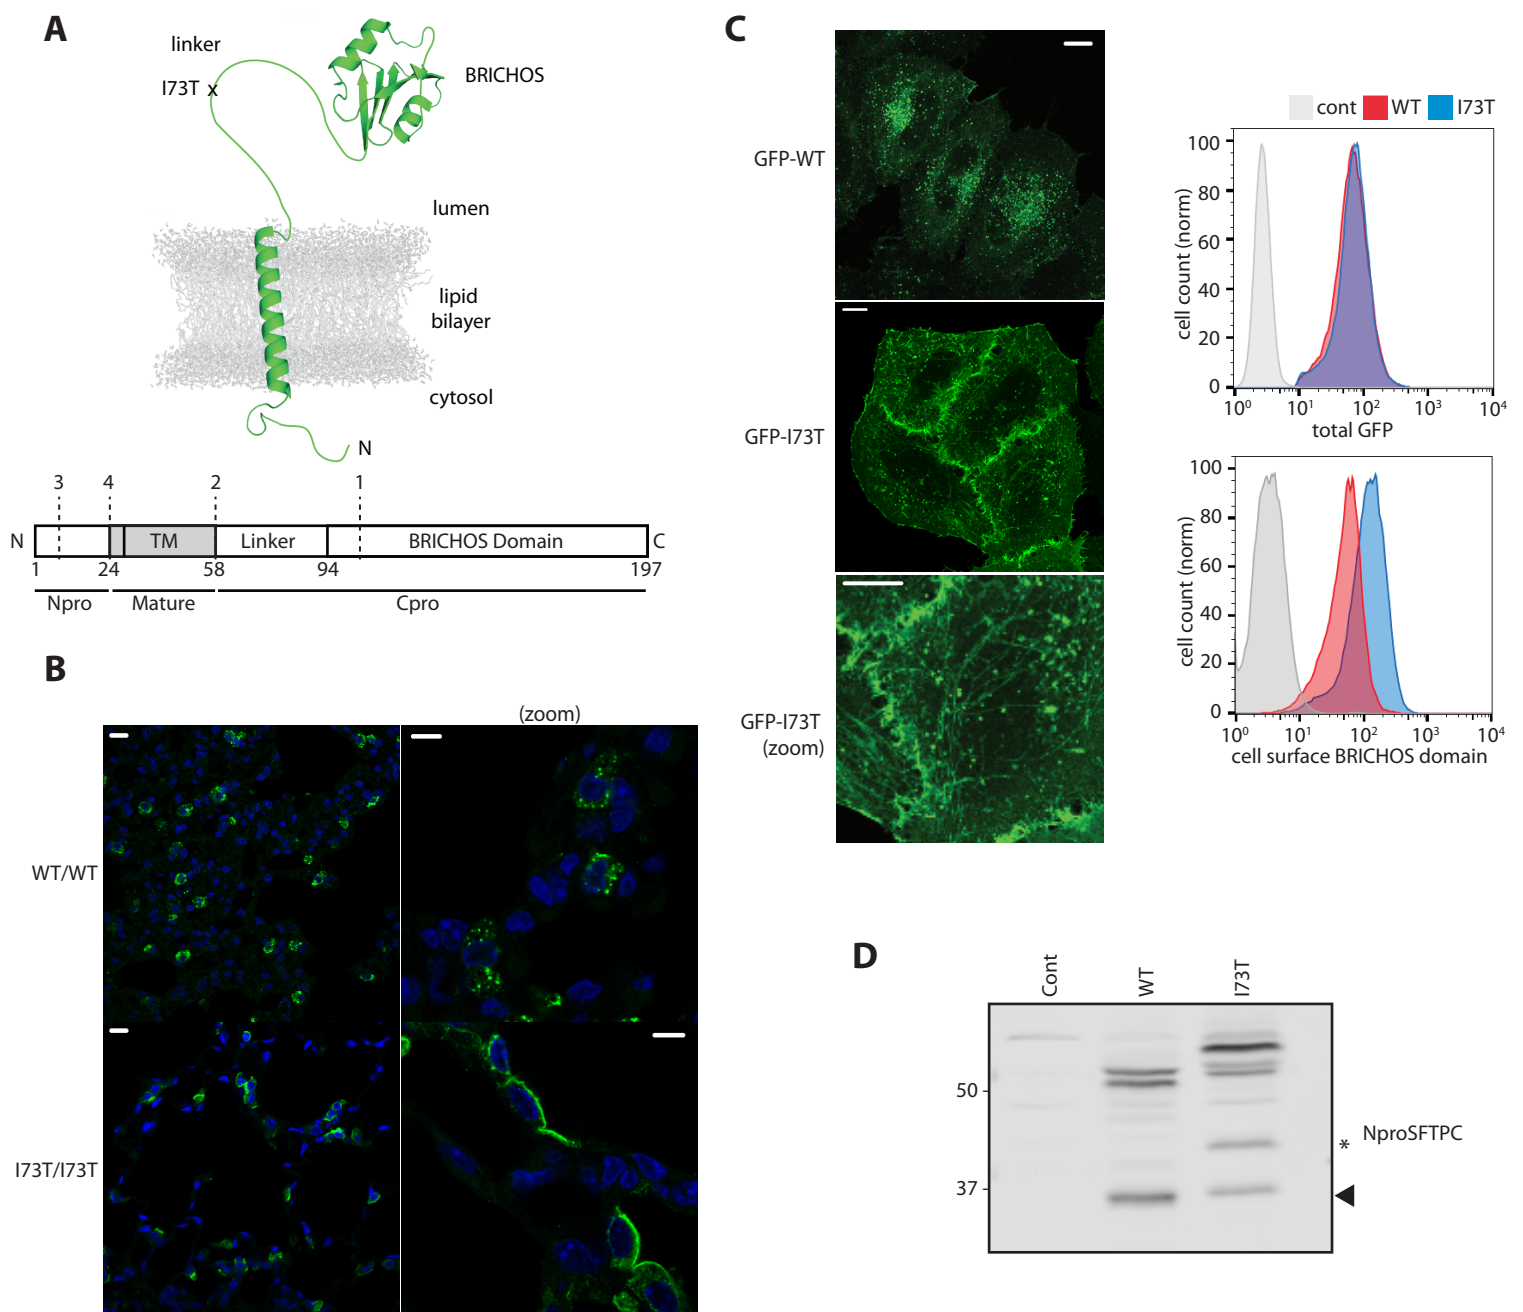 A
linker
I73T x
BRICHOS
lumen
lipid
bilayer
cytosol
N
3 4 2 1
N TM Linker BRICHOS Domain C
1 24 58 94 197
Npro Mature Cpro
B
(zoom)
WT/WT
I73T/I73T
C
GFP-WT
GFP-I73T
GFP-I73T
(zoom)
cont WT I73T
cell count (norm)
100
80
60
40
20
0
10⁰ 10¹ 10² 10³ 10⁴
total GFP
cell count (norm)
100
80
60
40
20
0
10⁰ 10¹ 10² 10³ 10⁴
cell surface BRICHOS domain
D
Cont WT I73T
50
37
* NproSFTPC